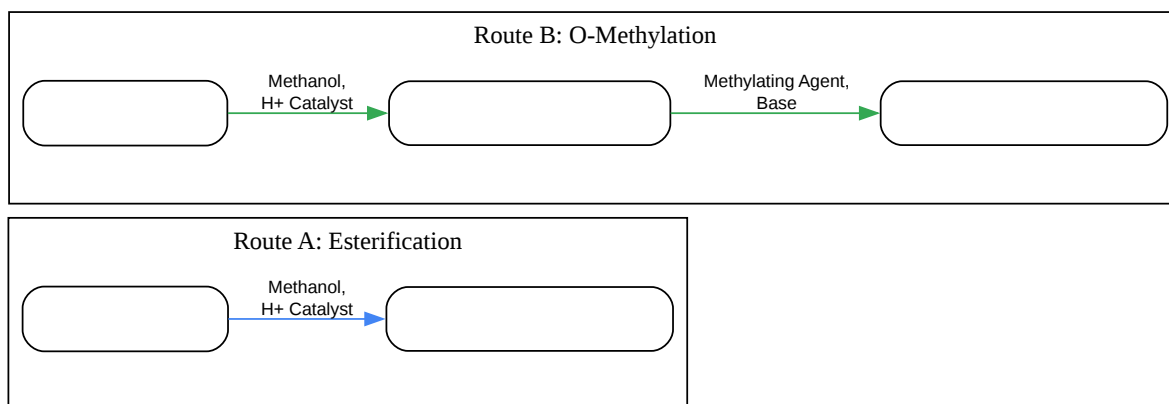 Route B: O-Methylation
Methanol,
H+ Catalyst
Methylating Agent,
Base
Route A: Esterification
Methanol,
H+ Catalyst